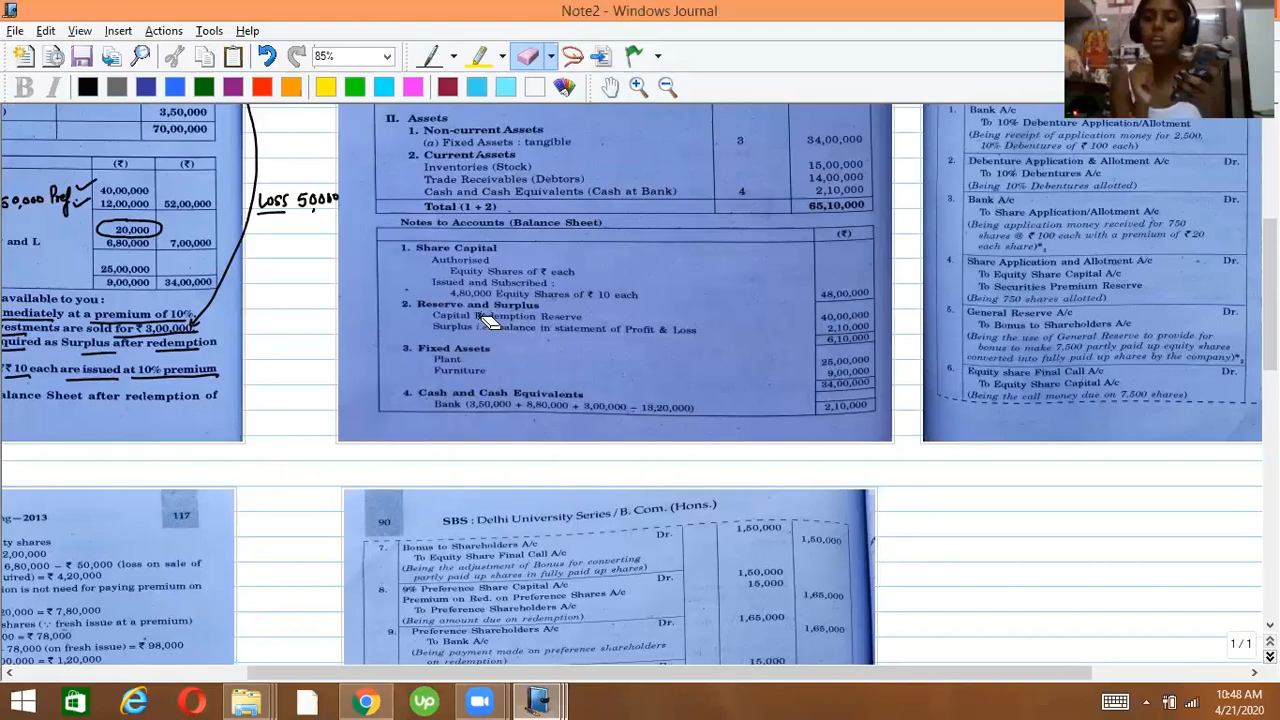 Note2 - Windows Journal
File Edit View Insert Actions Tools Help
85%
B I
3,50,000
70,00,000
(₹) (₹)
50,000 Pref
40,00,000
12,00,000 52,00,000
20,000
and L 6,80,000 7,00,000
25,00,000
9,00,000 34,00,000
available to you :
mediately at a premium of 10%.
vestments are sold for ₹ 3,00,000
quired as Surplus after redemption
₹ 10 each are issued at 10% premium
alance Sheet after redemption of
Loss 50,000
II. Assets
1. Non-current Assets
(a) Fixed Assets : tangible 3 34,00,000
2. Current Assets
Inventories (Stock) 15,00,000
Trade Receivables (Debtors) 14,00,000
Cash and Cash Equivalents (Cash at Bank) 4 2,10,000
Total (1 + 2) 65,10,000
Notes to Accounts (Balance Sheet)
(₹)
1. Share Capital
Authorised
Equity Shares of ₹ each
Issued and Subscribed :
4,80,000 Equity Shares of ₹ 10 each 48,00,000
2. Reserve and Surplus
Capital Redemption Reserve 40,00,000
Surplus balance in statement of Profit & Loss 2,10,000
6,10,000
3. Fixed Assets
Plant 25,00,000
Furniture 9,00,000
34,00,000
4. Cash and Cash Equivalents
Bank (3,50,000 + 8,80,000 + 3,00,000 – 13,20,000) 2,10,000
1. Bank A/c
To 10% Debenture Application/Allotment
(Being receipt of application money for 2,500,
10% Debentures of ₹ 100 each)
2. Debenture Application & Allotment A/c Dr.
To 10% Debentures A/c
(Being 10% Debentures allotted)
3. Bank A/c Dr.
To Share Application/Allotment A/c
(Being application money received for 750
shares @ ₹ 100 each with a premium of ₹ 20
each share)*
4. Share Application and Allotment A/c Dr.
To Equity Share Capital A/c
To Securities Premium Reserve
(Being 750 shares allotted)
5. General Reserve A/c Dr.
To Bonus to Shareholders A/c
(Being the use of General Reserve to provide for
bonus to make 7,500 partly paid up equity shares
converted into fully paid up shares by the company)*
6. Equity share Final Call A/c Dr.
To Equity Share Capital A/c
(Being the call money due on 7,500 shares)
1 / 1
ng—2013 117
ity shares
2,00,000
6,80,000 – ₹ 50,000 (loss on sale of
uired) = ₹ 4,20,000
ion is not need for paying premium on
20,000 = ₹ 7,80,000
shares (∵ fresh issue at a premium)
00 = ₹ 78,000
78,000 (on fresh issue) = ₹ 98,000
00,000 = ₹ 1,20,000
90 SBS : Delhi University Series / B. Com. (Hons.)
7. Bonus to Shareholders A/c Dr. 1,50,000
To Equity Share Final Call A/c 1,50,000
(Being the adjustment of Bonus for converting
partly paid up shares in fully paid up shares)
8. 9% Preference Share Capital A/c Dr. 1,50,000
Premium on Red. on Preference Shares A/c 15,000
To Preference Shareholders A/c 1,65,000
(Being amount due on redemption)
9. Preference Shareholders A/c Dr. 1,65,000
To Bank A/c 1,65,000
(Being payment made on preference shareholders
on redemption)
15,000
Up
10:48 AM
4/21/2020